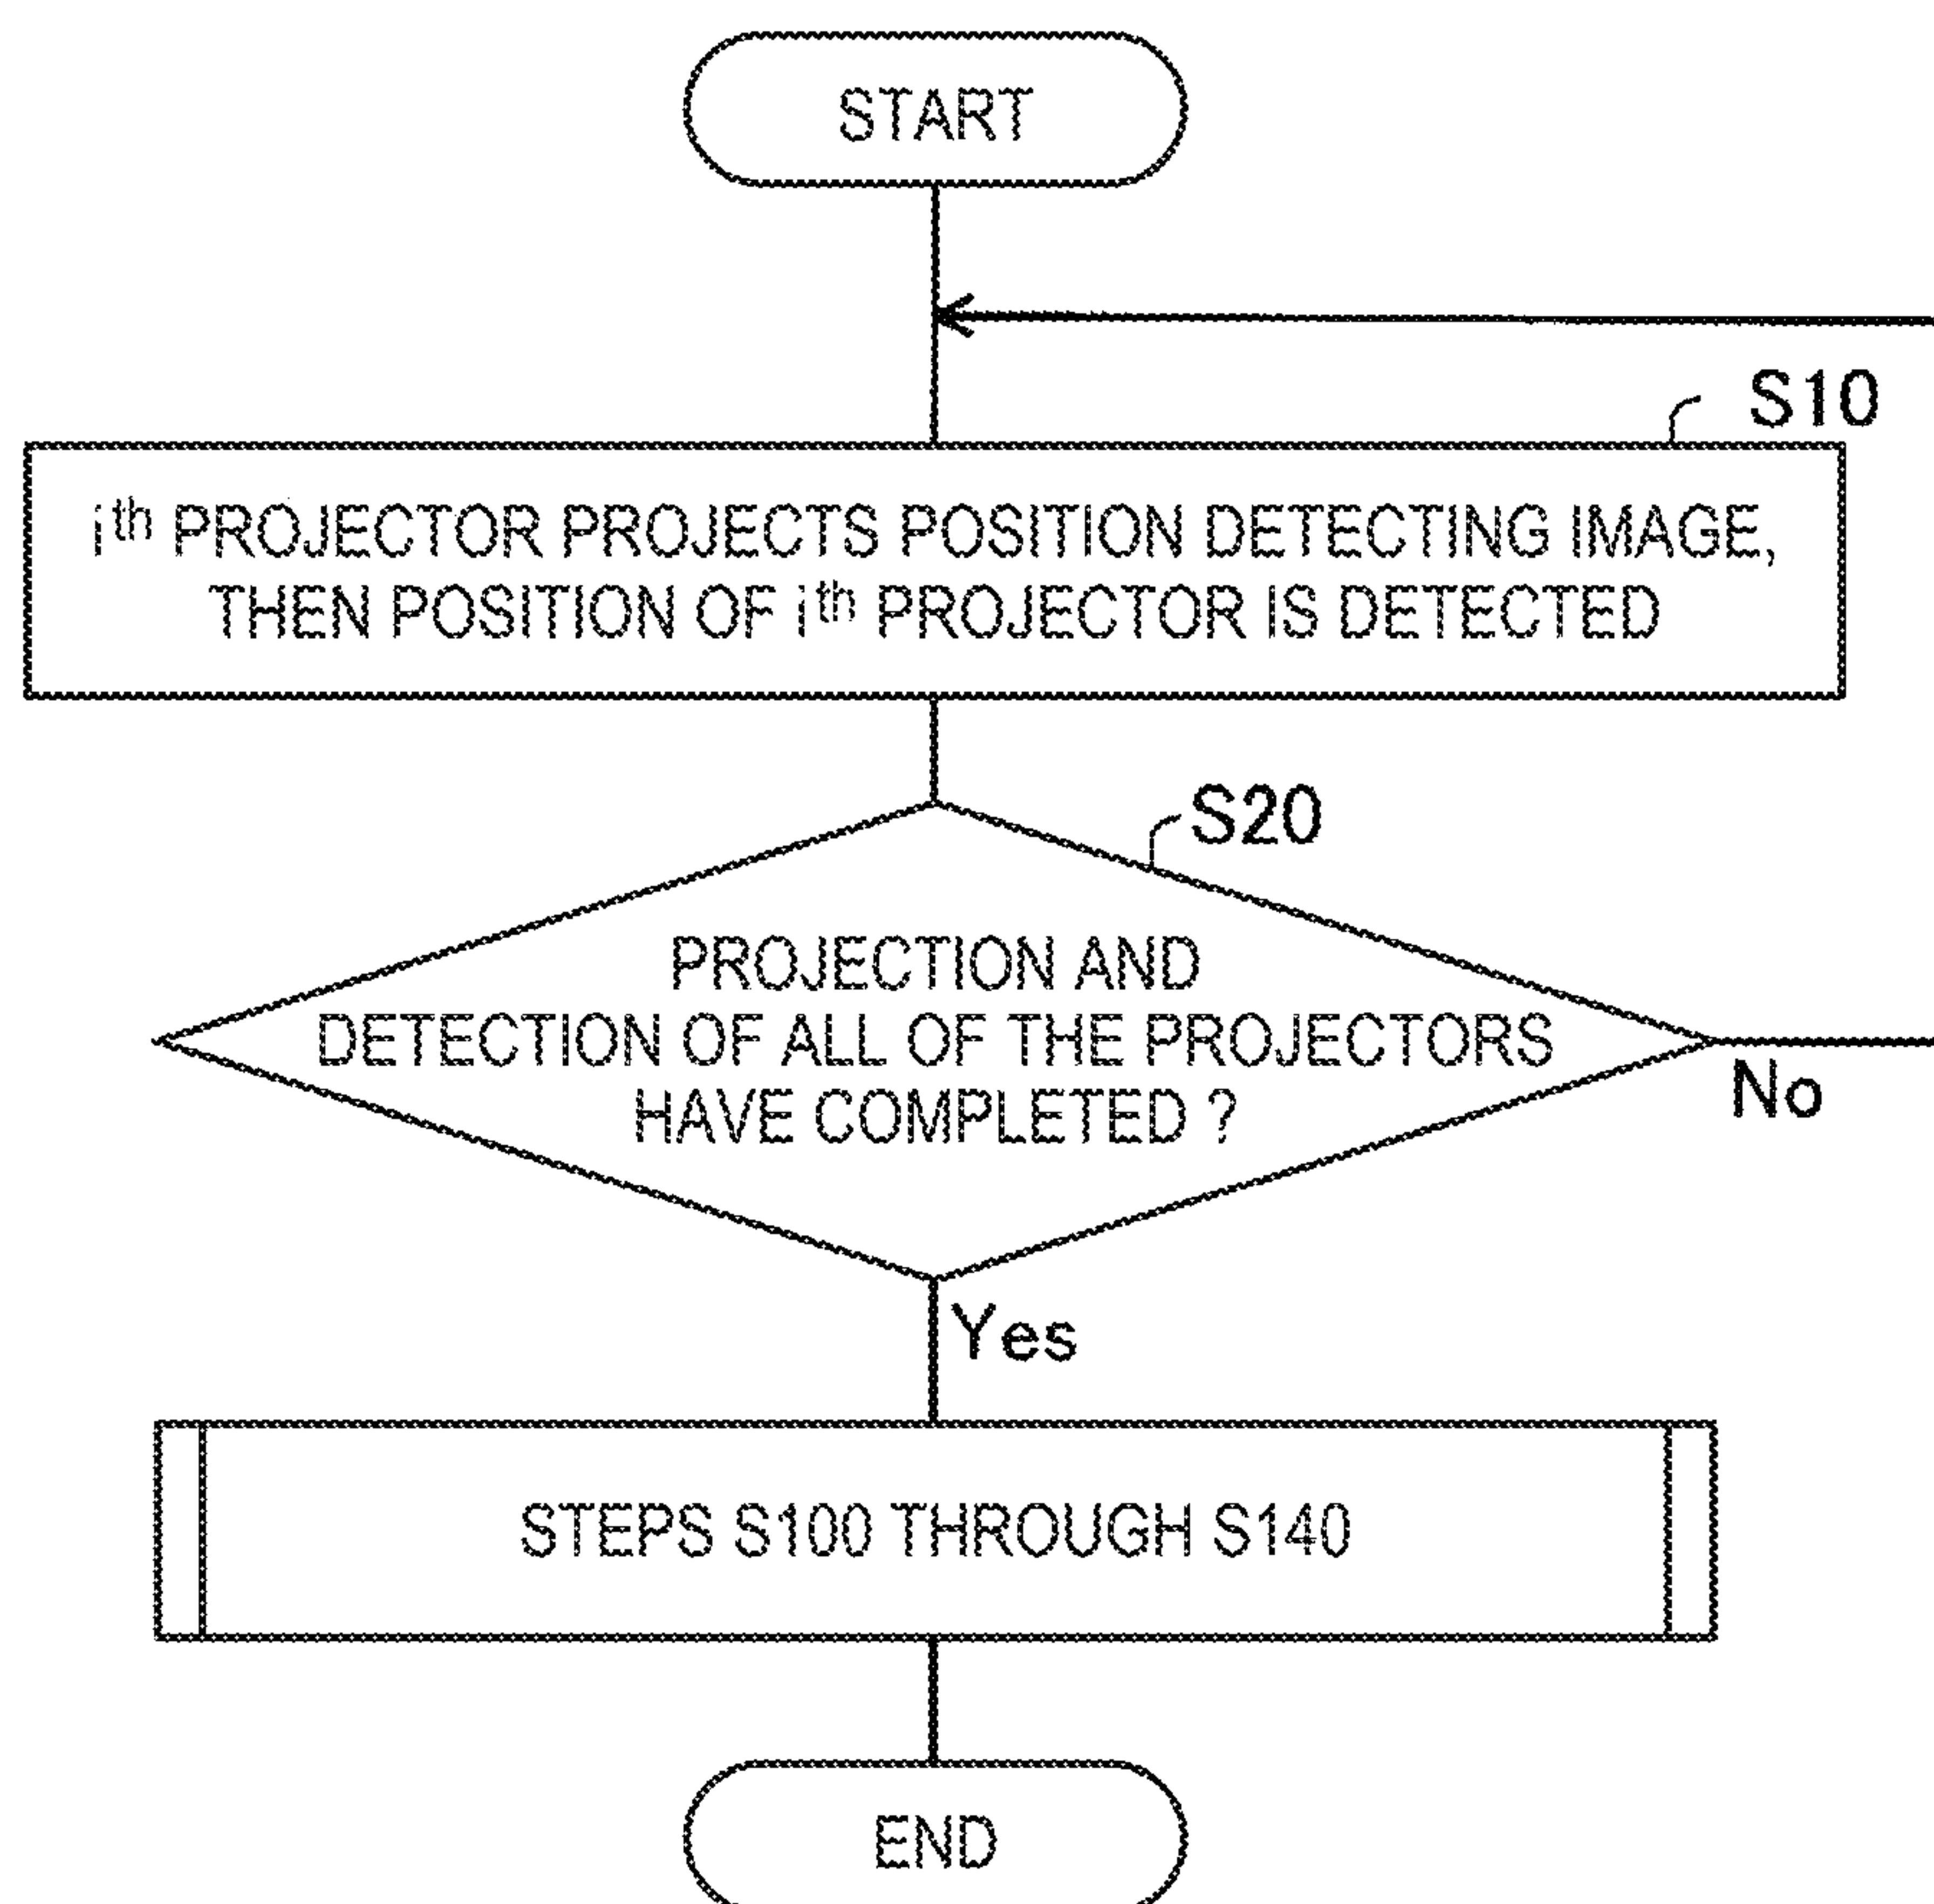 START
S10
ith PROJECTOR PROJECTS POSITION DETECTING IMAGE,
THEN POSITION OF ith PROJECTOR IS DETECTED
S20
PROJECTION AND
DETECTION OF ALL OF THE PROJECTORS
HAVE COMPLETED ?
No
Yes
STEPS S100 THROUGH S140
END